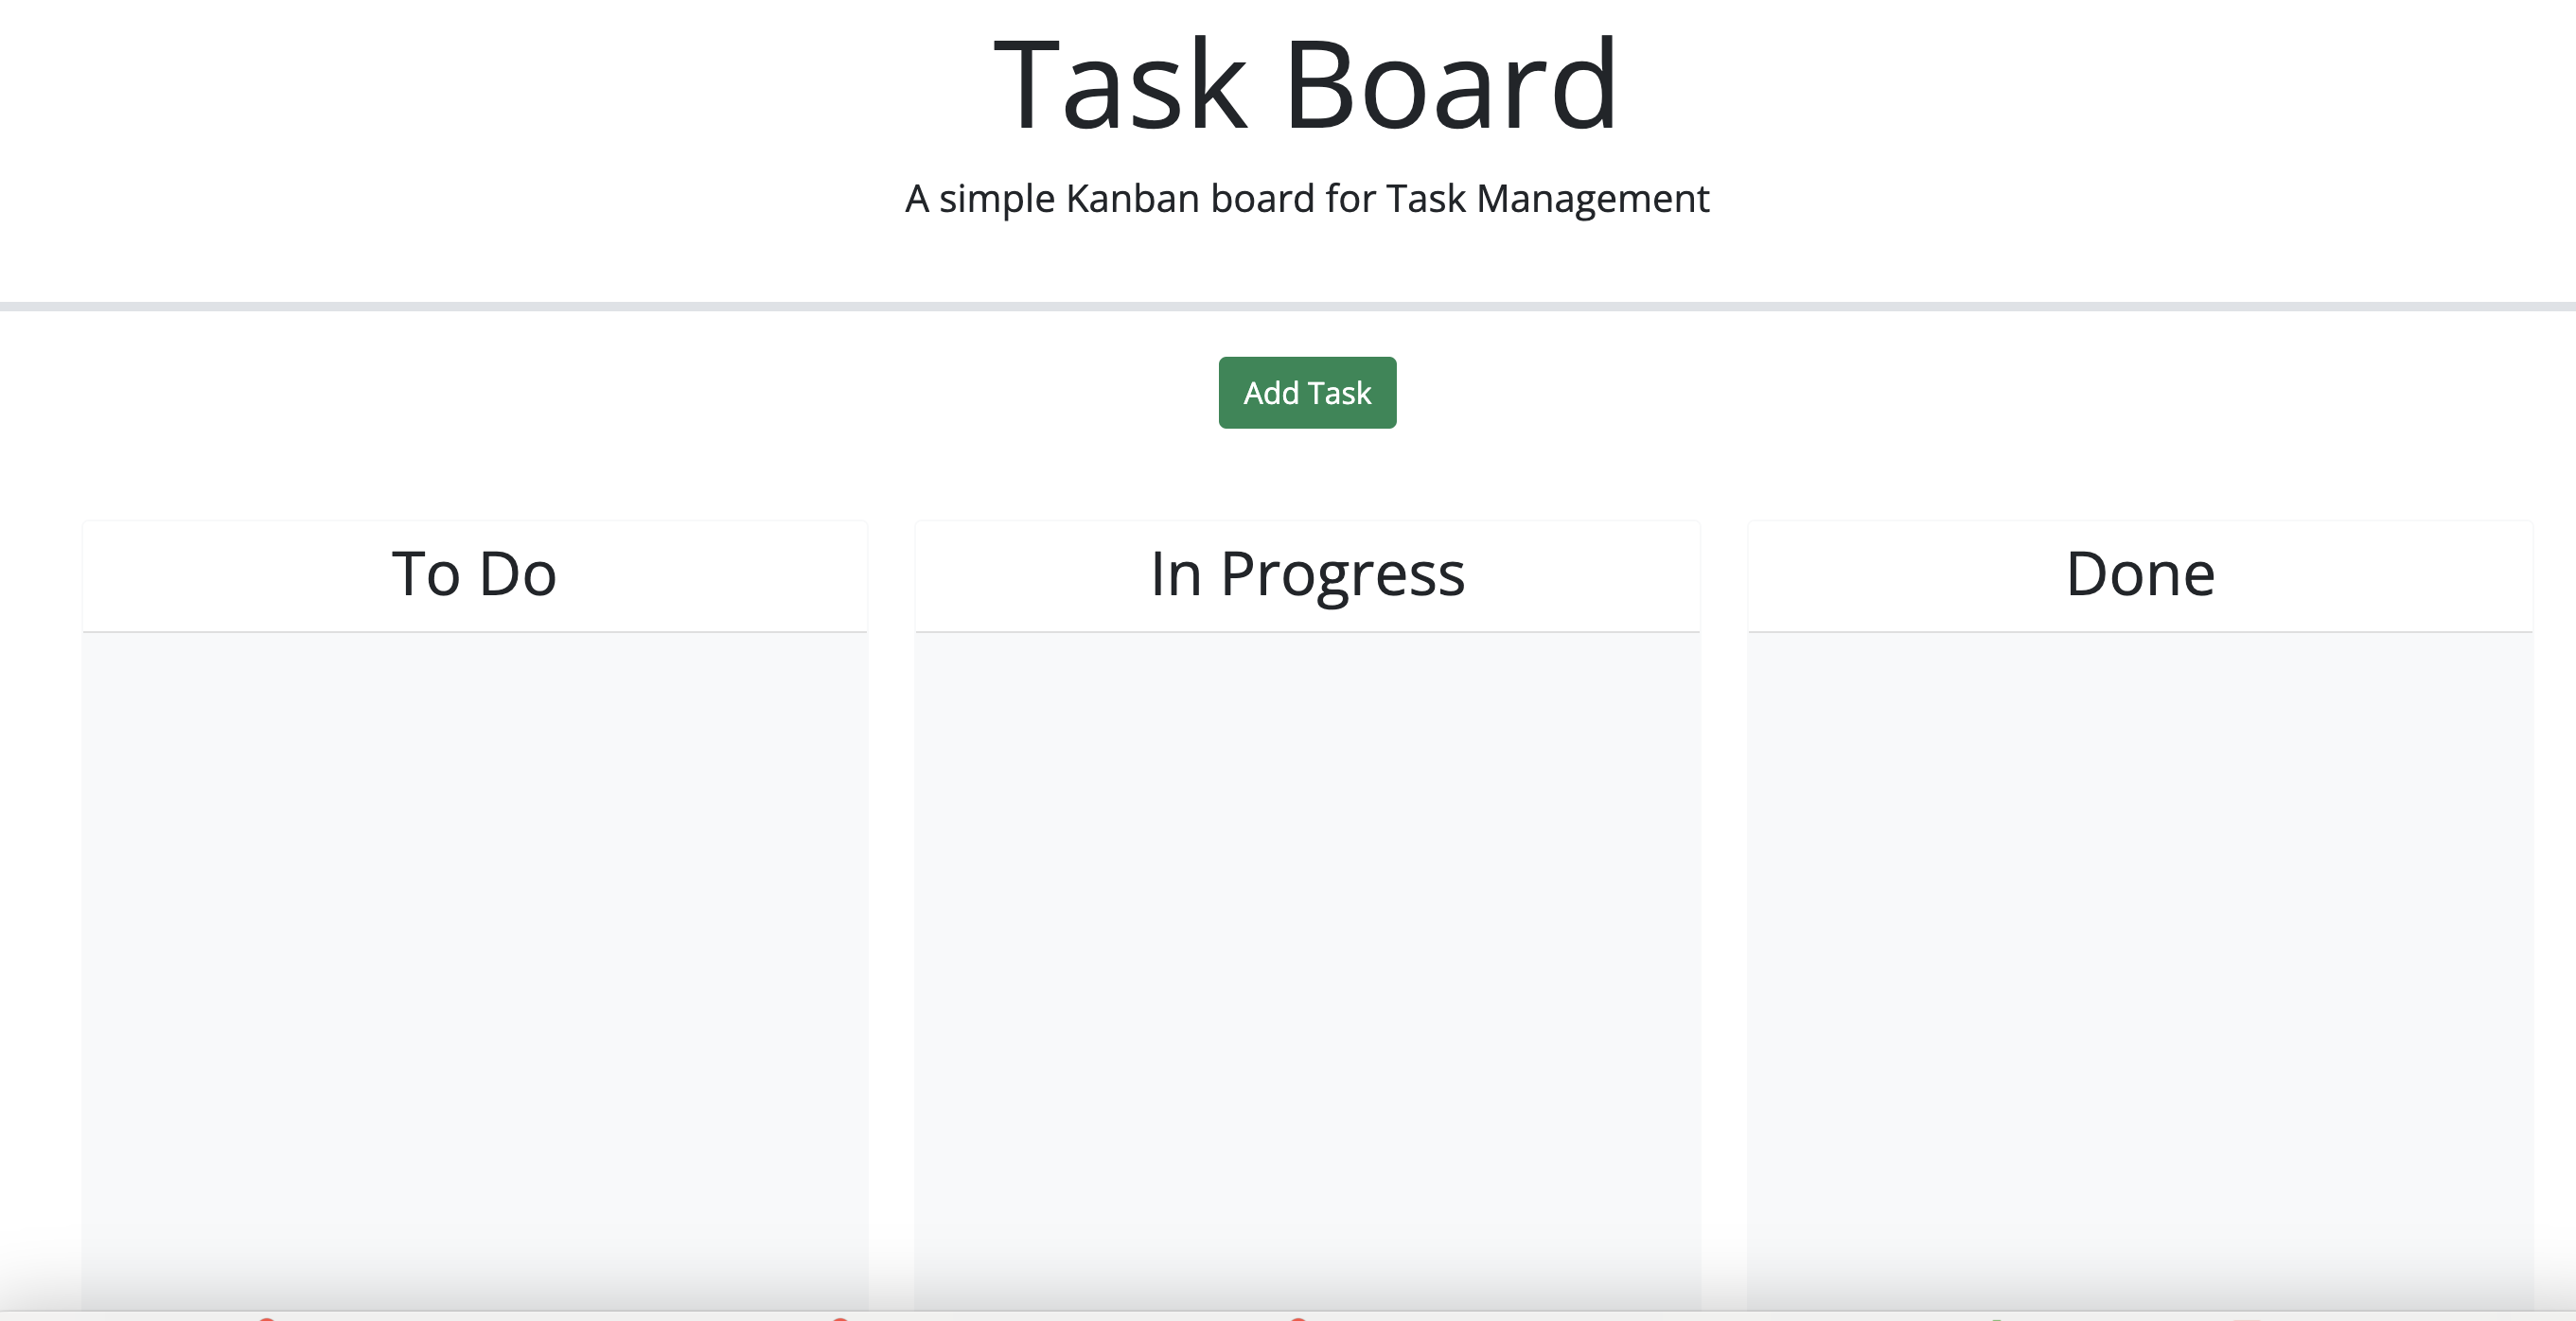 Task Board
A simple Kanban board for Task Management
Add Task
To Do
In Progress
Done